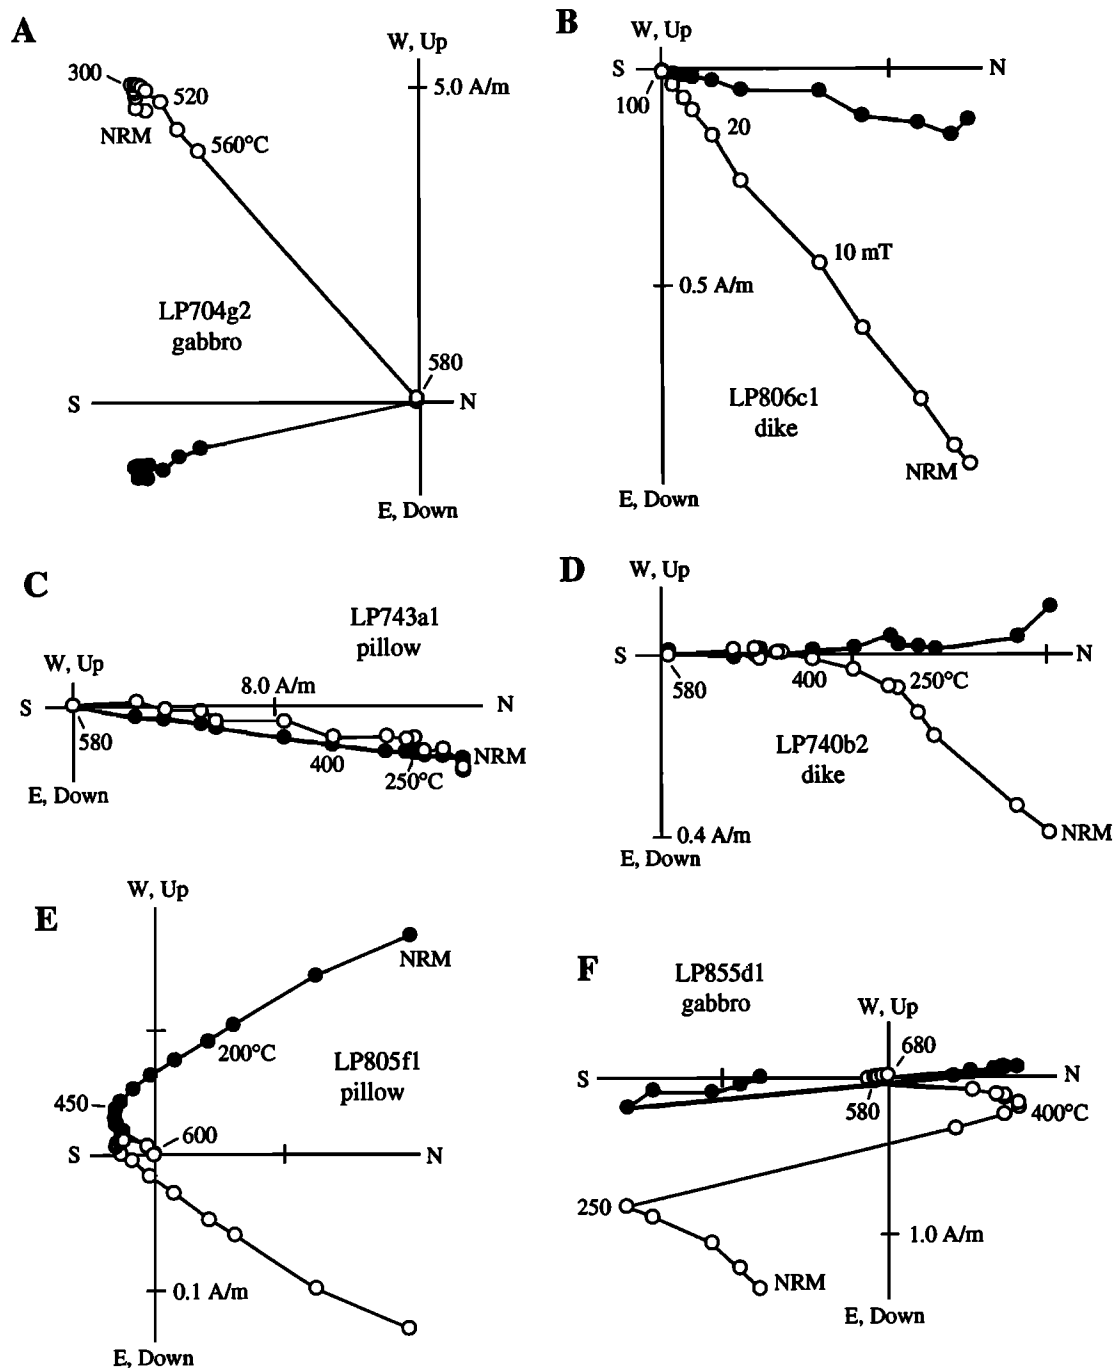 A
W, Up
300
5.0 A/m
520
NRM
560°C
LP704g2
gabbro
580
S
N
E, Down
B
W, Up
S
N
100
20
10 mT
0.5 A/m
LP806c1
dike
NRM
E, Down
C
LP743a1
pillow
W, Up
8.0 A/m
S
N
580
400
250°C
NRM
E, Down
D
W, Up
S
N
580
400
250°C
LP740b2
dike
0.4 A/m
NRM
E, Down
E
W, Up
NRM
200°C
LP805f1
pillow
450
600
S
N
0.1 A/m
E, Down
F
LP855d1
gabbro
W, Up
680
S
N
580
400°C
250
1.0 A/m
NRM
E, Down